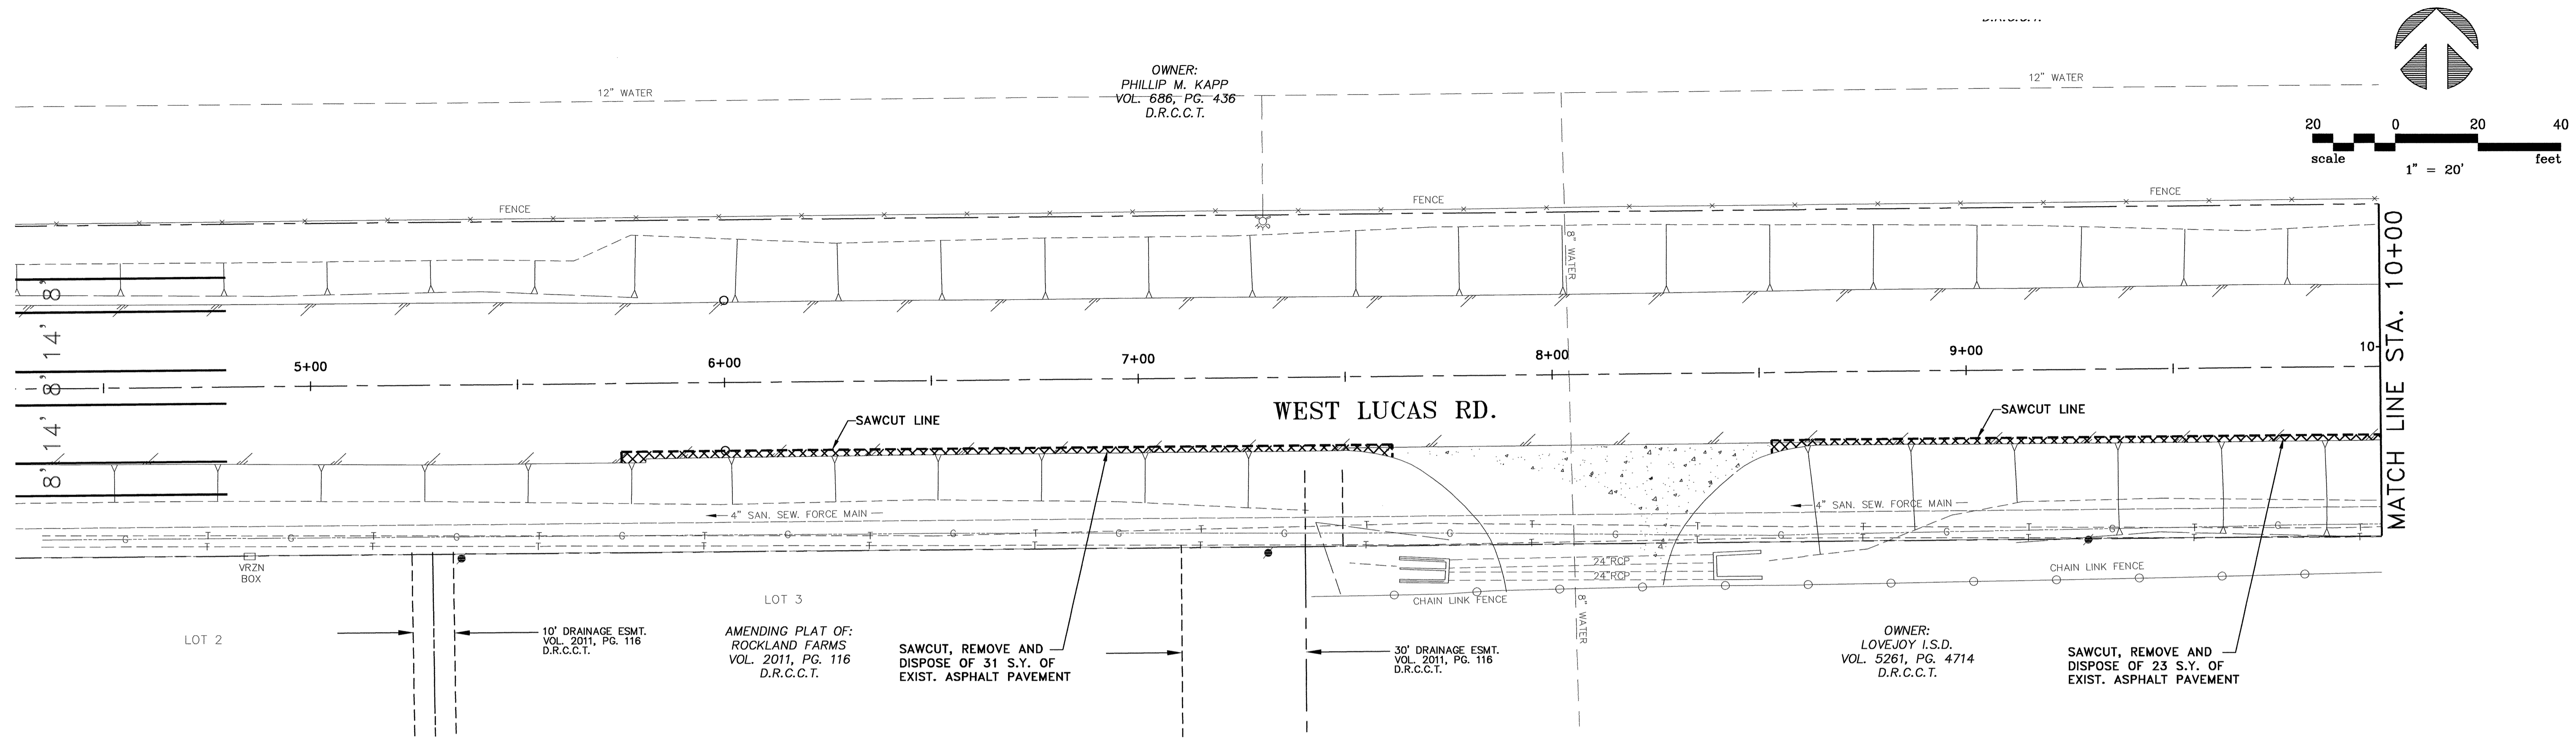 12" WATER
OWNER:
PHILLIP M. KAPP
VOL. 686, PG. 436
D.R.C.C.T.
12" WATER
20 0 20 40
scale feet
1" = 20'
FENCE
FENCE
FENCE
8" WATER
8'
14'
8'
14'
8'
5+00
6+00
7+00
8+00
9+00
10
MATCH LINE STA. 10+00
WEST LUCAS RD.
SAWCUT LINE
SAWCUT LINE
4" SAN. SEW. FORCE MAIN
4" SAN. SEW. FORCE MAIN
G T G T G T G T G T G T G T G T G T G T G T G T G T G T
VRZN
BOX
24"RCP
24"RCP
CHAIN LINK FENCE
CHAIN LINK FENCE
8" WATER
LOT 2
LOT 3
10' DRAINAGE ESMT.
VOL. 2011, PG. 116
D.R.C.C.T.
AMENDING PLAT OF:
ROCKLAND FARMS
VOL. 2011, PG. 116
D.R.C.C.T.
SAWCUT, REMOVE AND
DISPOSE OF 31 S.Y. OF
EXIST. ASPHALT PAVEMENT
30' DRAINAGE ESMT.
VOL. 2011, PG. 116
D.R.C.C.T.
OWNER:
LOVEJOY I.S.D.
VOL. 5261, PG. 4714
D.R.C.C.T.
SAWCUT, REMOVE AND
DISPOSE OF 23 S.Y. OF
EXIST. ASPHALT PAVEMENT